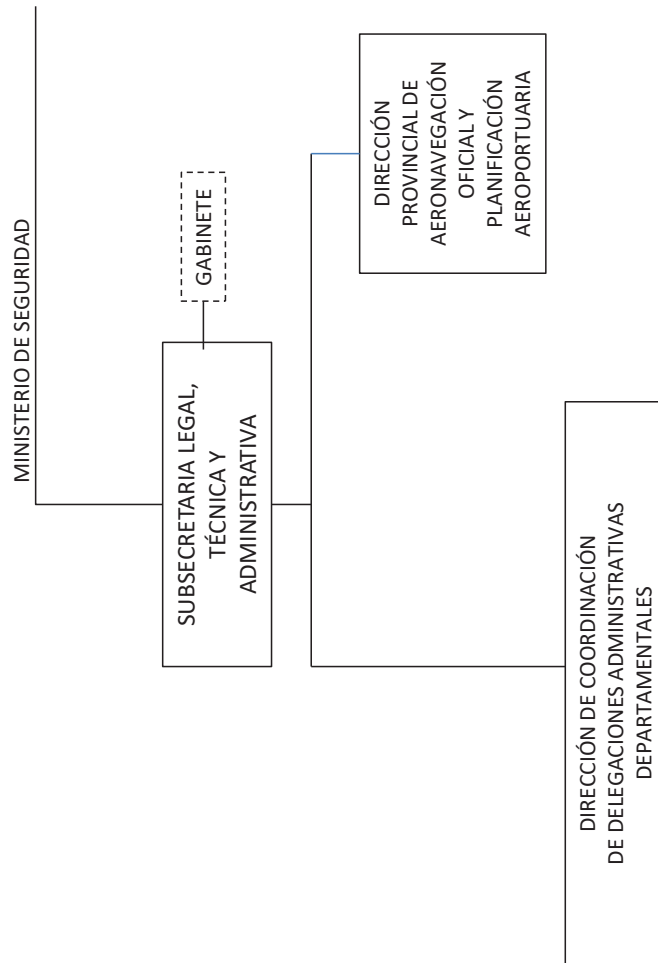 MINISTERIO DE SEGURIDAD
SUBSECRETARIA LEGAL,
TÉCNICA Y
ADMINISTRATIVA
GABINETE
DIRECCIÓN
PROVINCIAL DE
AERONAVEGACIÓN
OFICIAL Y
PLANIFICACIÓN
AEROPORTUARIA
DIRECCIÓN DE COORDINACIÓN
DE DELEGACIONES ADMINISTRATIVAS
DEPARTAMENTALES